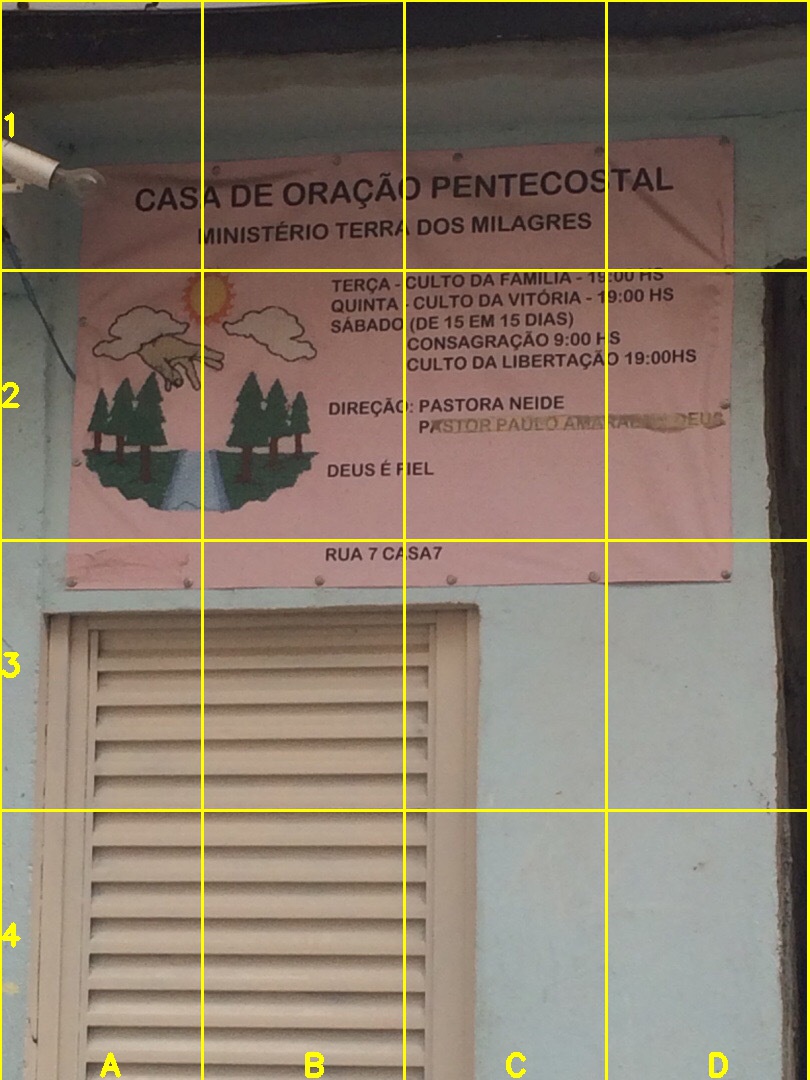 CASA DE ORAÇÃO PENTECOSTAL
MINISTÉRIO TERRA DOS MILAGRES
TERÇA - CULTO DA FAMÍLIA - 19:00 HS
QUINTA - CULTO DA VITÓRIA - 19:00 HS
SÁBADO (DE 15 EM 15 DIAS)
CONSAGRAÇÃO 9:00 HS
CULTO DA LIBERTAÇÃO 19:00HS
DIREÇÃO: PASTORA NEIDE
PASTOR PAULO DEUS
DEUS É FIEL
RUA 7 CASA7